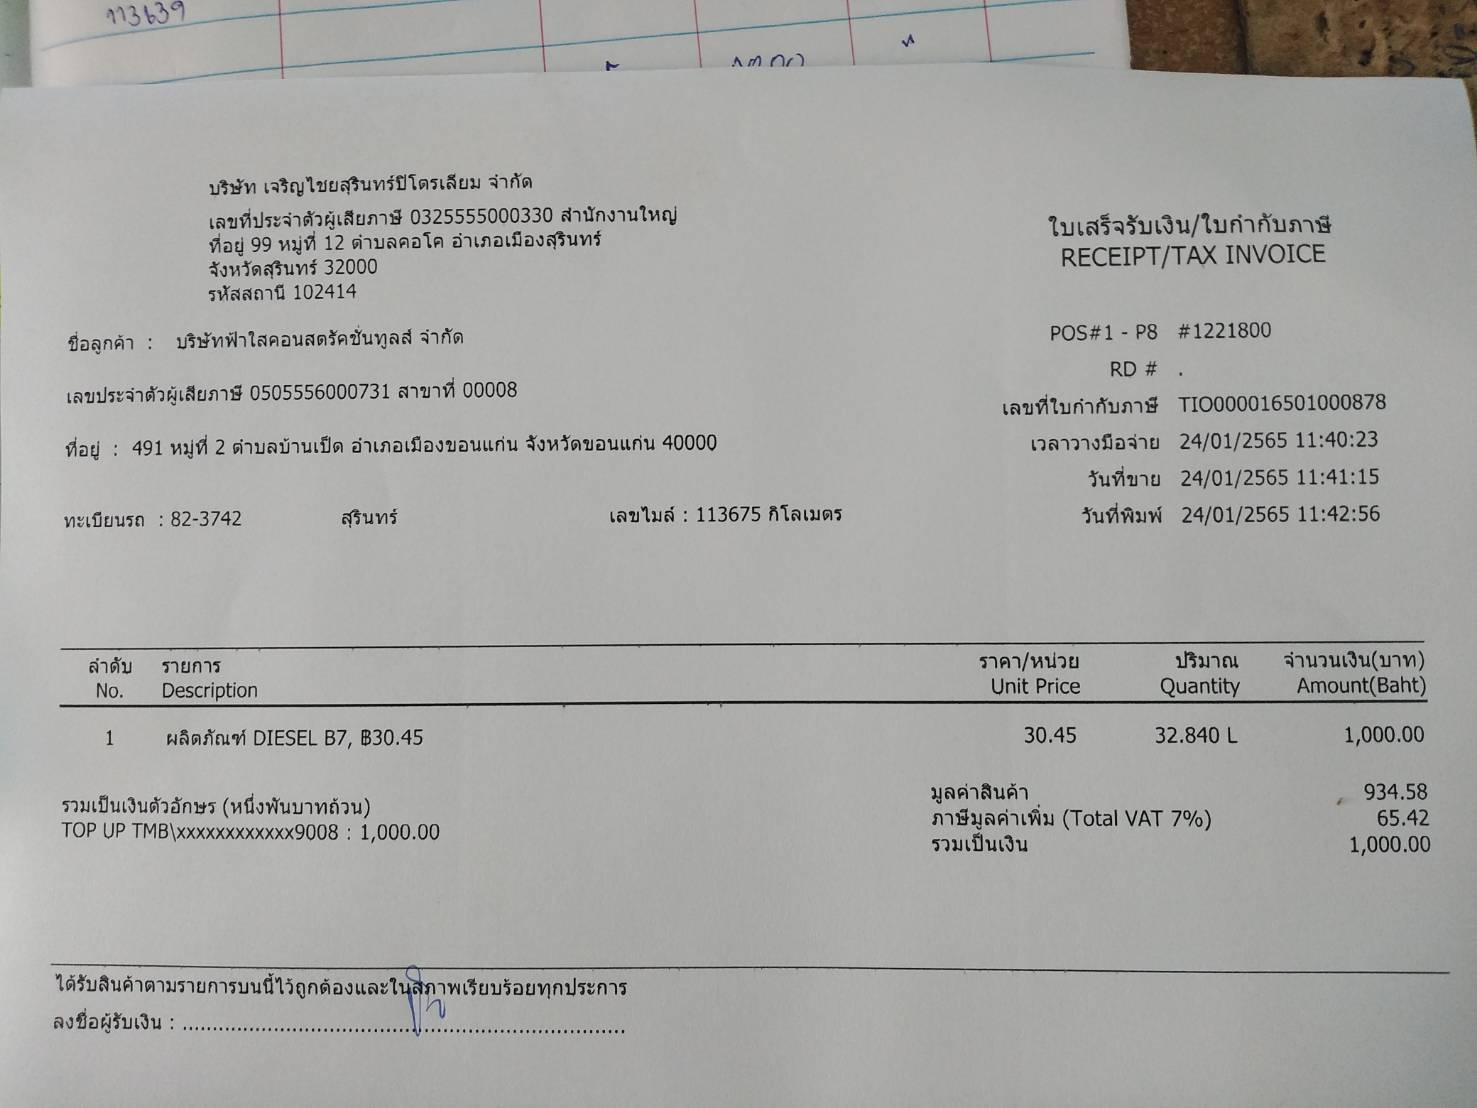 113639
บริษัท เจริญไชยสุรินทร์ปิโตรเลียม จำกัด
เลขที่ประจำตัวผู้เสียภาษี 0325555000330 สำนักงานใหญ่
ที่อยู่ 99 หมู่ที่ 12 ตำบลคอโค อำเภอเมืองสุรินทร์
จังหวัดสุรินทร์ 32000
รหัสสถานี 102414
ใบเสร็จรับเงิน/ใบกำกับภาษี
RECEIPT/TAX INVOICE
ชื่อลูกค้า : บริษัทฟ้าใสคอนสตรัคชั่นทูลส์ จำกัด
เลขประจำตัวผู้เสียภาษี 0505556000731 สาขาที่ 00008
ที่อยู่ : 491 หมู่ที่ 2 ตำบลบ้านเป็ด อำเภอเมืองขอนแก่น จังหวัดขอนแก่น 40000
ทะเบียนรถ : 82-3742 สุรินทร์ เลขไมล์ : 113675 กิโลเมตร
POS#1 - P8 #1221800
RD # .
เลขที่ใบกำกับภาษี TIO000016501000878
เวลาวางมือจ่าย 24/01/2565 11:40:23
วันที่ขาย 24/01/2565 11:41:15
วันที่พิมพ์ 24/01/2565 11:42:56
ลำดับ รายการ ราคา/หน่วย ปริมาณ จำนวนเงิน(บาท)
No. Description Unit Price Quantity Amount(Baht)
1 ผลิตภัณฑ์ DIESEL B7, ฿30.45 30.45 32.840 L 1,000.00
รวมเป็นเงินตัวอักษร (หนึ่งพันบาทถ้วน)
TOP UP TMB\xxxxxxxxxxxx9008 : 1,000.00
มูลค่าสินค้า 934.58
ภาษีมูลค่าเพิ่ม (Total VAT 7%) 65.42
รวมเป็นเงิน 1,000.00
ได้รับสินค้าตามรายการบนนี้ไว้ถูกต้องและในสภาพเรียบร้อยทุกประการ
ลงชื่อผู้รับเงิน : ..........................................................................